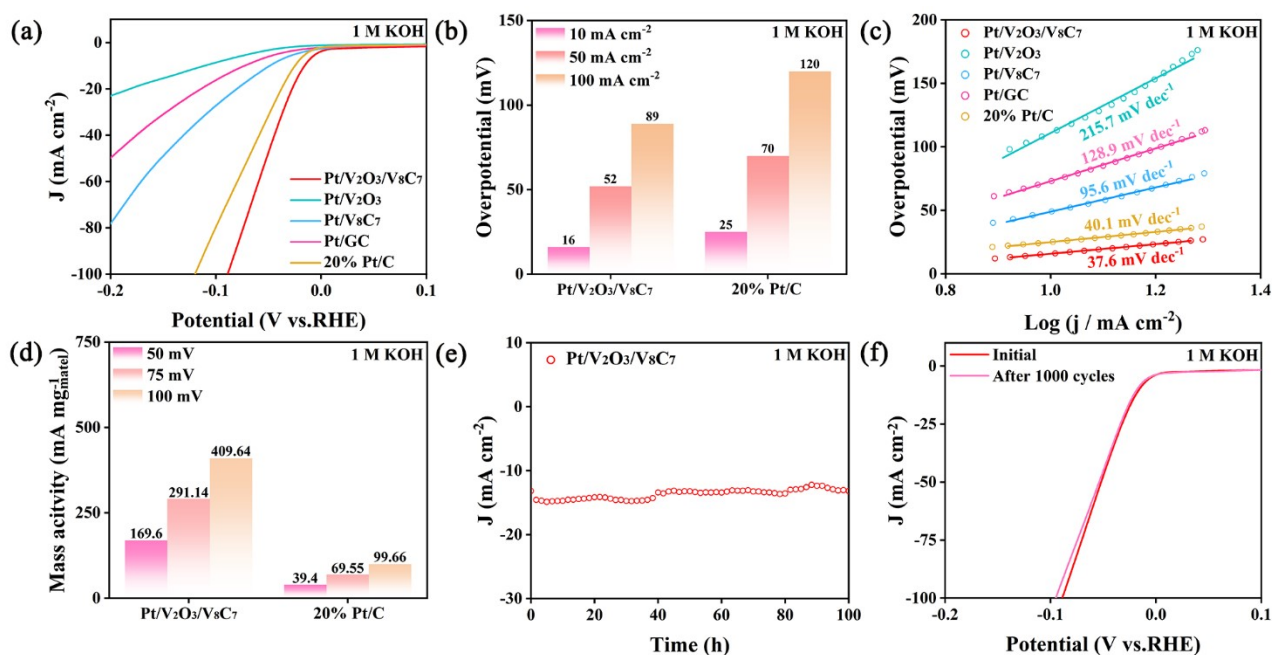 (a)
1 M KOH
0
-20
-40
-60
-80
-100
J (mA cm⁻²)
Pt/V₂O₃/V₈C₇
Pt/V₂O₃
Pt/V₈C₇
Pt/GC
20% Pt/C
-0.2 -0.1 0.0 0.1
Potential (V vs.RHE)
(b)
1 M KOH
10 mA cm⁻²
50 mA cm⁻²
100 mA cm⁻²
150
100
50
0
Overpotential (mV)
16 52 89
25 70 120
Pt/V₂O₃/V₈C₇ 20% Pt/C
(c)
1 M KOH
Pt/V₂O₃/V₈C₇
Pt/V₂O₃
Pt/V₈C₇
Pt/GC
20% Pt/C
200
150
100
50
0
Overpotential (mV)
215.7 mV dec⁻¹
128.9 mV dec⁻¹
95.6 mV dec⁻¹
40.1 mV dec⁻¹
37.6 mV dec⁻¹
0.8 1.0 1.2 1.4
Log (j / mA cm⁻²)
(d)
1 M KOH
50 mV
75 mV
100 mV
750
500
250
0
Mass acitvity (mA mg⁻¹matel)
169.6 291.14 409.64
39.4 69.55 99.66
Pt/V₂O₃/V₈C₇ 20% Pt/C
(e)
Pt/V₂O₃/V₈C₇
1 M KOH
10
0
-10
-20
-30
J (mA cm⁻²)
0 20 40 60 80 100
Time (h)
(f)
Initial
After 1000 cycles
1 M KOH
0
-25
-50
-75
-100
J (mA cm⁻²)
-0.2 -0.1 0.0 0.1
Potential (V vs.RHE)